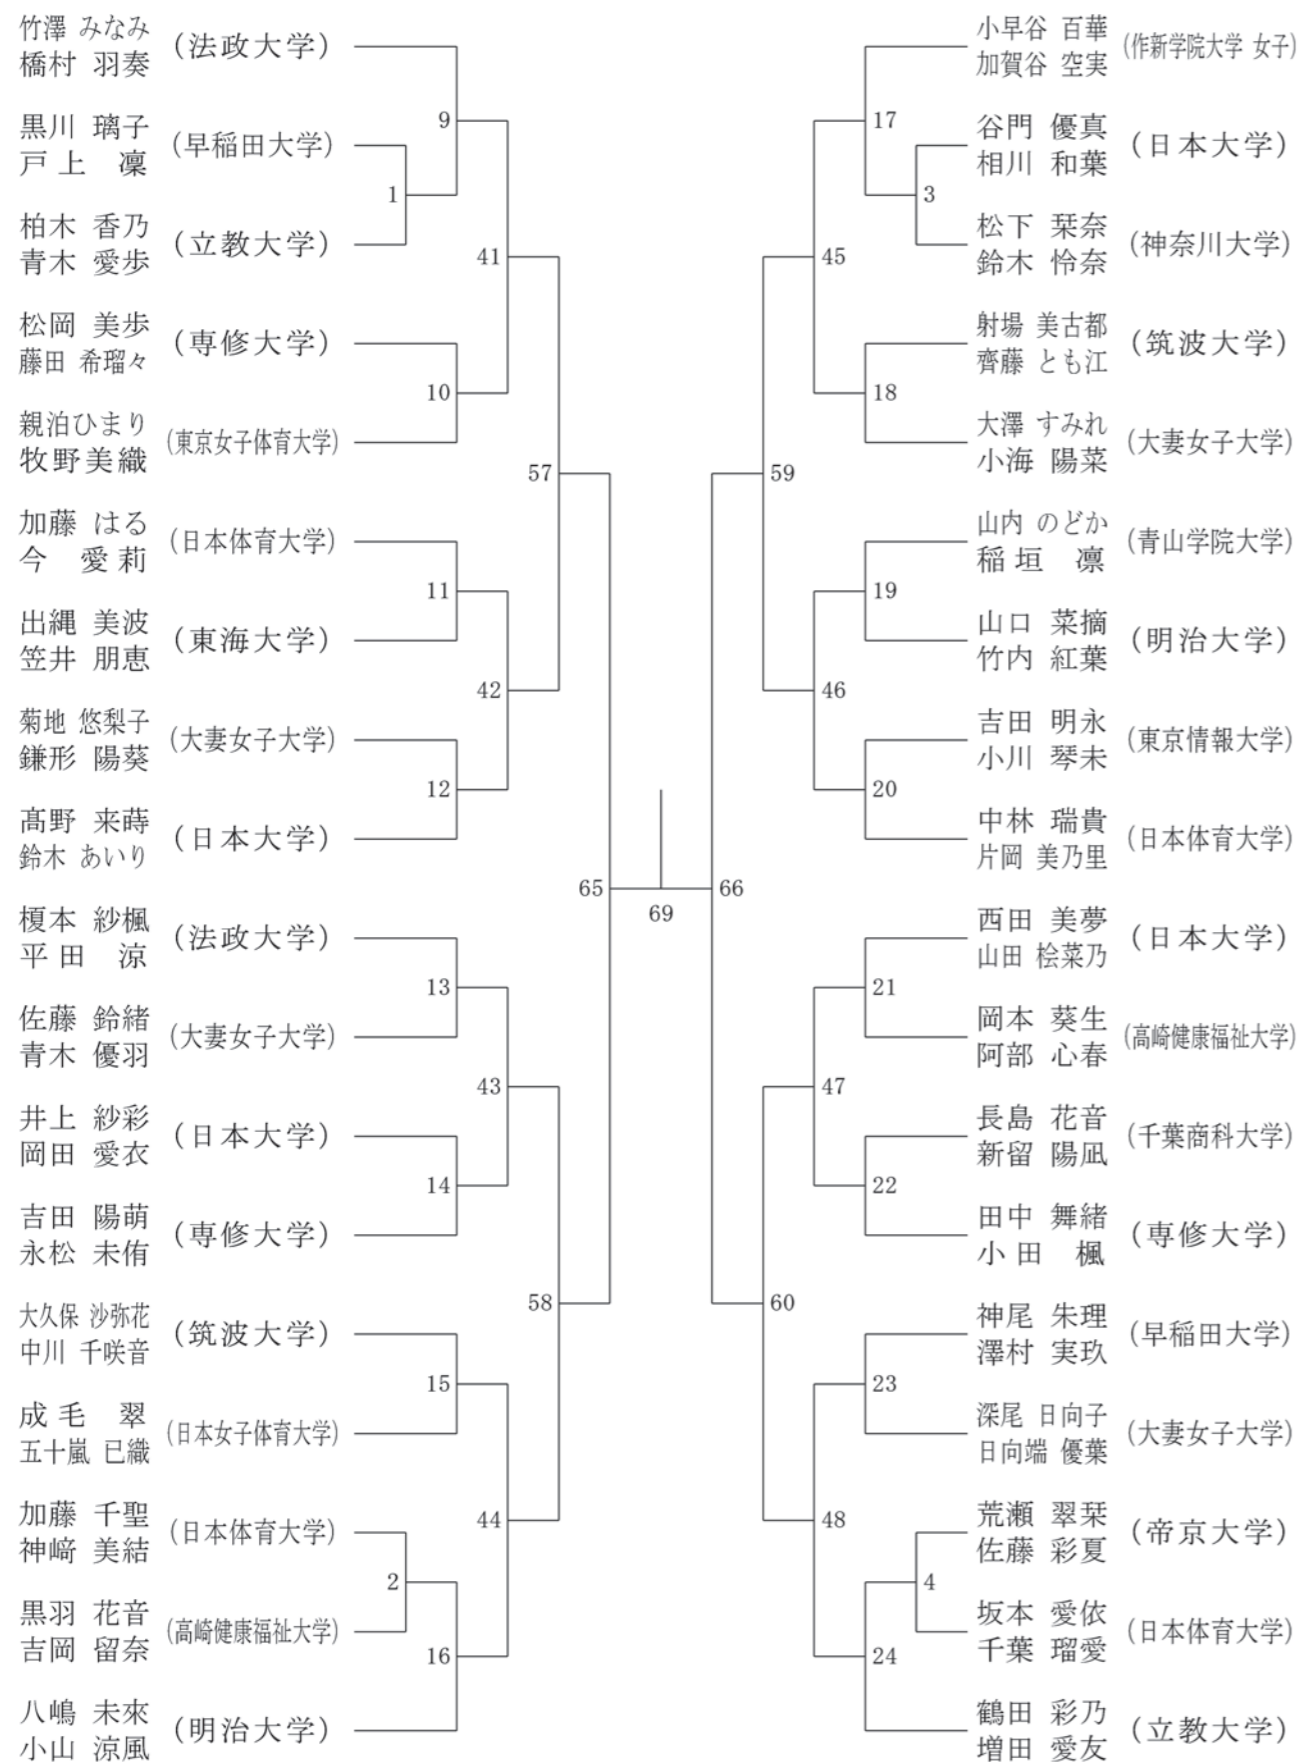 竹澤 みなみ
橋村 羽奏
(法政大学)
黒川 璃子
戸上 凜
(早稲田大学)
柏木 香乃
青木 愛歩
(立教大学)
松岡 美歩
藤田 希瑠々
(専修大学)
親泊ひまり
牧野美織
(東京女子体育大学)
加藤 はる
今 愛莉
(日本体育大学)
出縄 美波
笠井 朋恵
(東海大学)
菊地 悠梨子
鎌形 陽葵
(大妻女子大学)
髙野 来蒔
鈴木 あいり
(日本大学)
榎本 紗楓
平田 涼
(法政大学)
佐藤 鈴緒
青木 優羽
(大妻女子大学)
井上 紗彩
岡田 愛衣
(日本大学)
吉田 陽萌
永松 未侑
(専修大学)
大久保 沙弥花
中川 千咲音
(筑波大学)
成毛 翠
五十嵐 已織
(日本女子体育大学)
加藤 千聖
神﨑 美結
(日本体育大学)
黒羽 花音
吉岡 留奈
(高崎健康福祉大学)
八嶋 未來
小山 涼風
(明治大学)
9
1
41
10
57
11
42
12
65
13
43
14
58
15
44
2
16
69
66
17
3
45
18
59
19
46
20
21
47
22
60
23
48
4
24
小早谷 百華
加賀谷 空実
(作新学院大学 女子)
谷門 優真
相川 和葉
(日本大学)
松下 栞奈
鈴木 怜奈
(神奈川大学)
射場 美古都
齊藤 とも江
(筑波大学)
大澤 すみれ
小海 陽菜
(大妻女子大学)
山内 のどか
稲垣 凛
(青山学院大学)
山口 菜摘
竹内 紅葉
(明治大学)
吉田 明永
小川 琴未
(東京情報大学)
中林 瑞貴
片岡 美乃里
(日本体育大学)
西田 美夢
山田 桧菜乃
(日本大学)
岡本 葵生
阿部 心春
(高崎健康福祉大学)
長島 花音
新留 陽凪
(千葉商科大学)
田中 舞緒
小田 楓
(専修大学)
神尾 朱理
澤村 実玖
(早稲田大学)
深尾 日向子
日向端 優葉
(大妻女子大学)
荒瀬 翠栞
佐藤 彩夏
(帝京大学)
坂本 愛依
千葉 瑠愛
(日本体育大学)
鶴田 彩乃
増田 愛友
(立教大学)